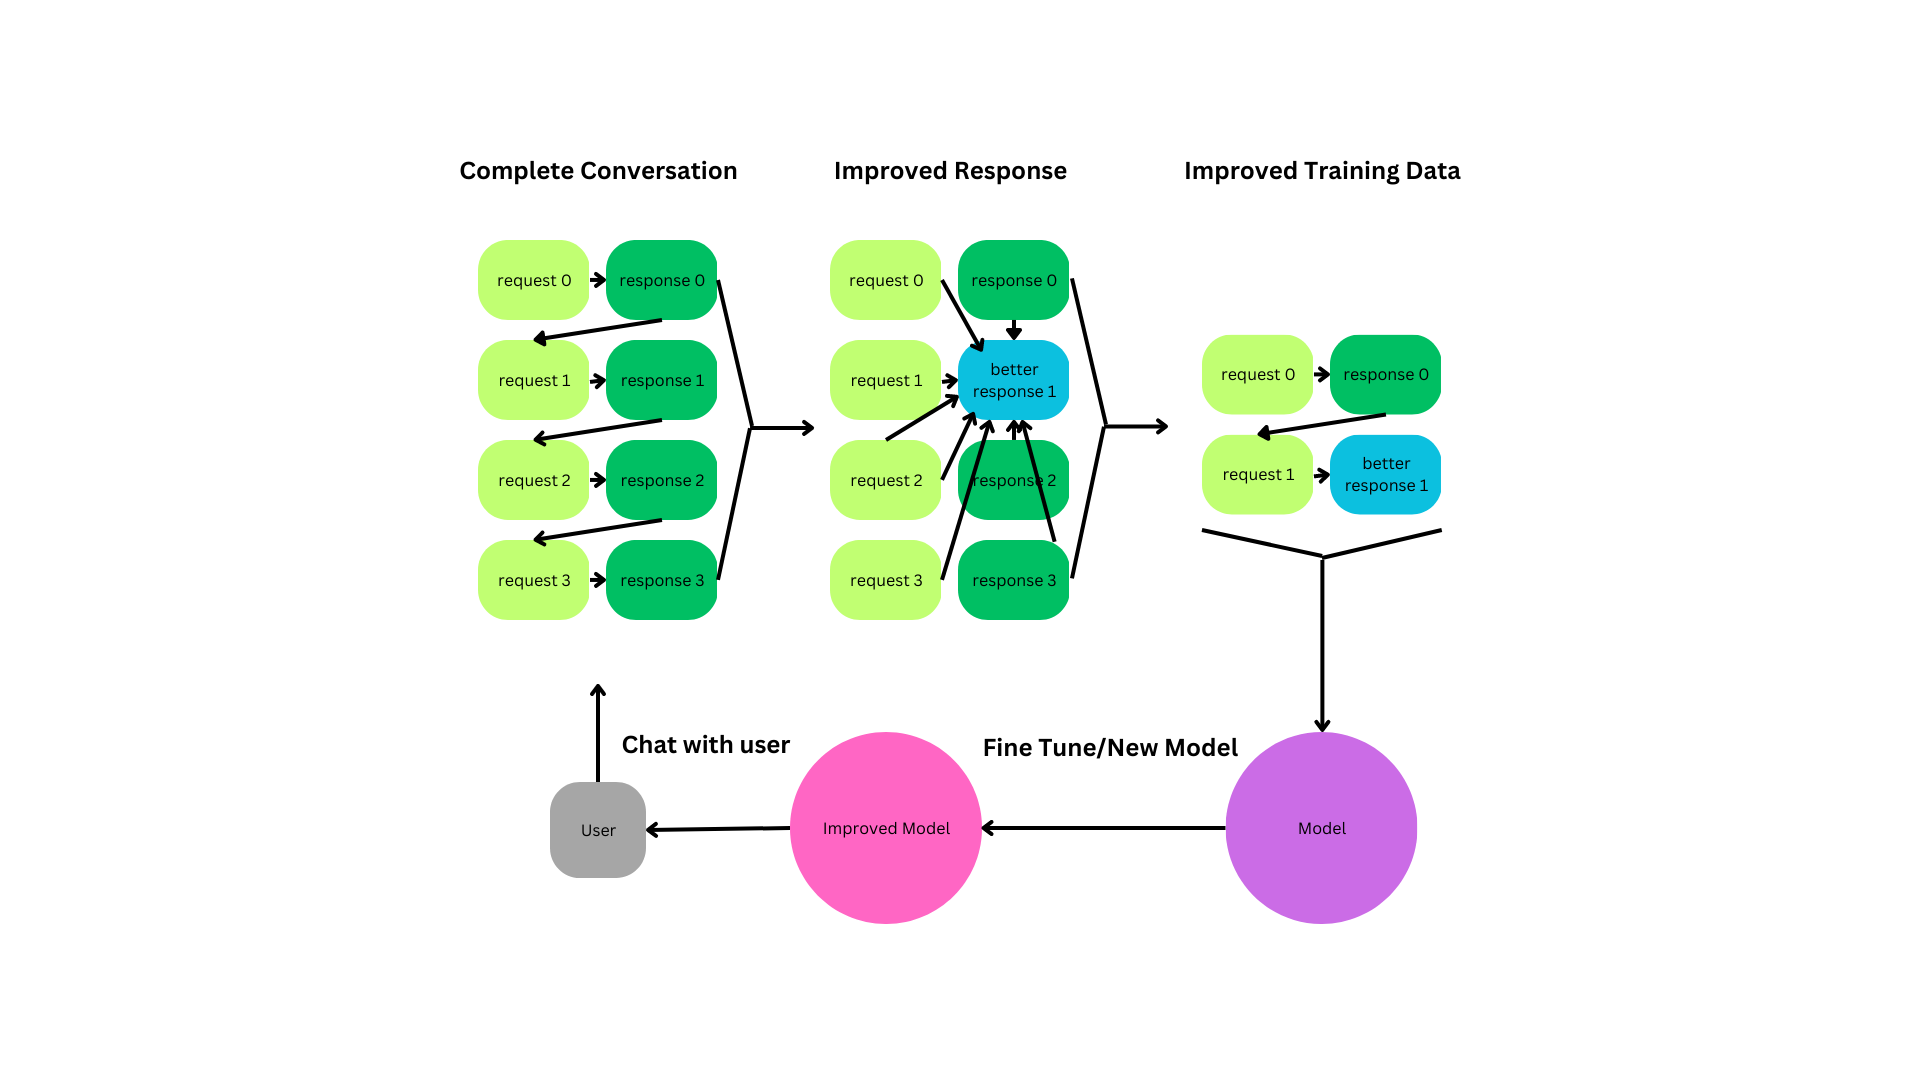 Complete Conversation
Improved Response
Improved Training Data
request 0
response 0
request 1
response 1
request 2
response 2
request 3
response 3
request 0
response 0
request 1
better
response 1
request 2
response 2
request 3
response 3
request 0
response 0
request 1
better
response 1
Chat with user
Fine Tune/New Model
User
Improved Model
Model